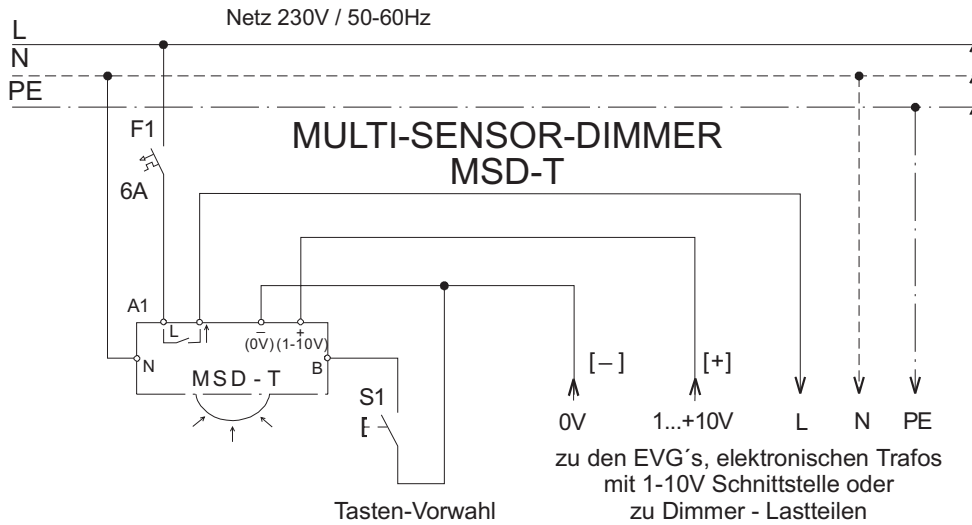 Netz 230V / 50-60Hz
L
N
PE
F1
6A
MULTI-SENSOR-DIMMER
MSD-T
A1
L
– +
(0V) (1-10V)
N
B
MSD-T
S1
[–] [+]
0V 1...+10V L N PE
zu den EVG´s, elektronischen Trafos
mit 1-10V Schnittstelle oder
zu Dimmer - Lastteilen
Tasten-Vorwahl